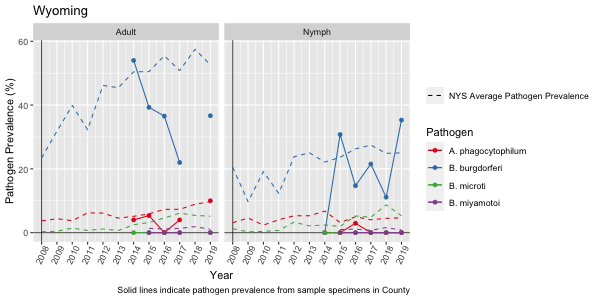 Wyoming
Adult Nymph
Pathogen Prevalence (%)
60
40
20
0
2008 2009 2010 2011 2012 2013 2014 2015 2016 2017 2018 2019 2008 2009 2010 2011 2012 2013 2014 2015 2016 2017 2018 2019
Year
Solid lines indicate pathogen prevalence from sample specimens in County
NYS Average Pathogen Prevalence
Pathogen
A. phagocytophilum
B. burgdorferi
B. microti
B. miyamotoi